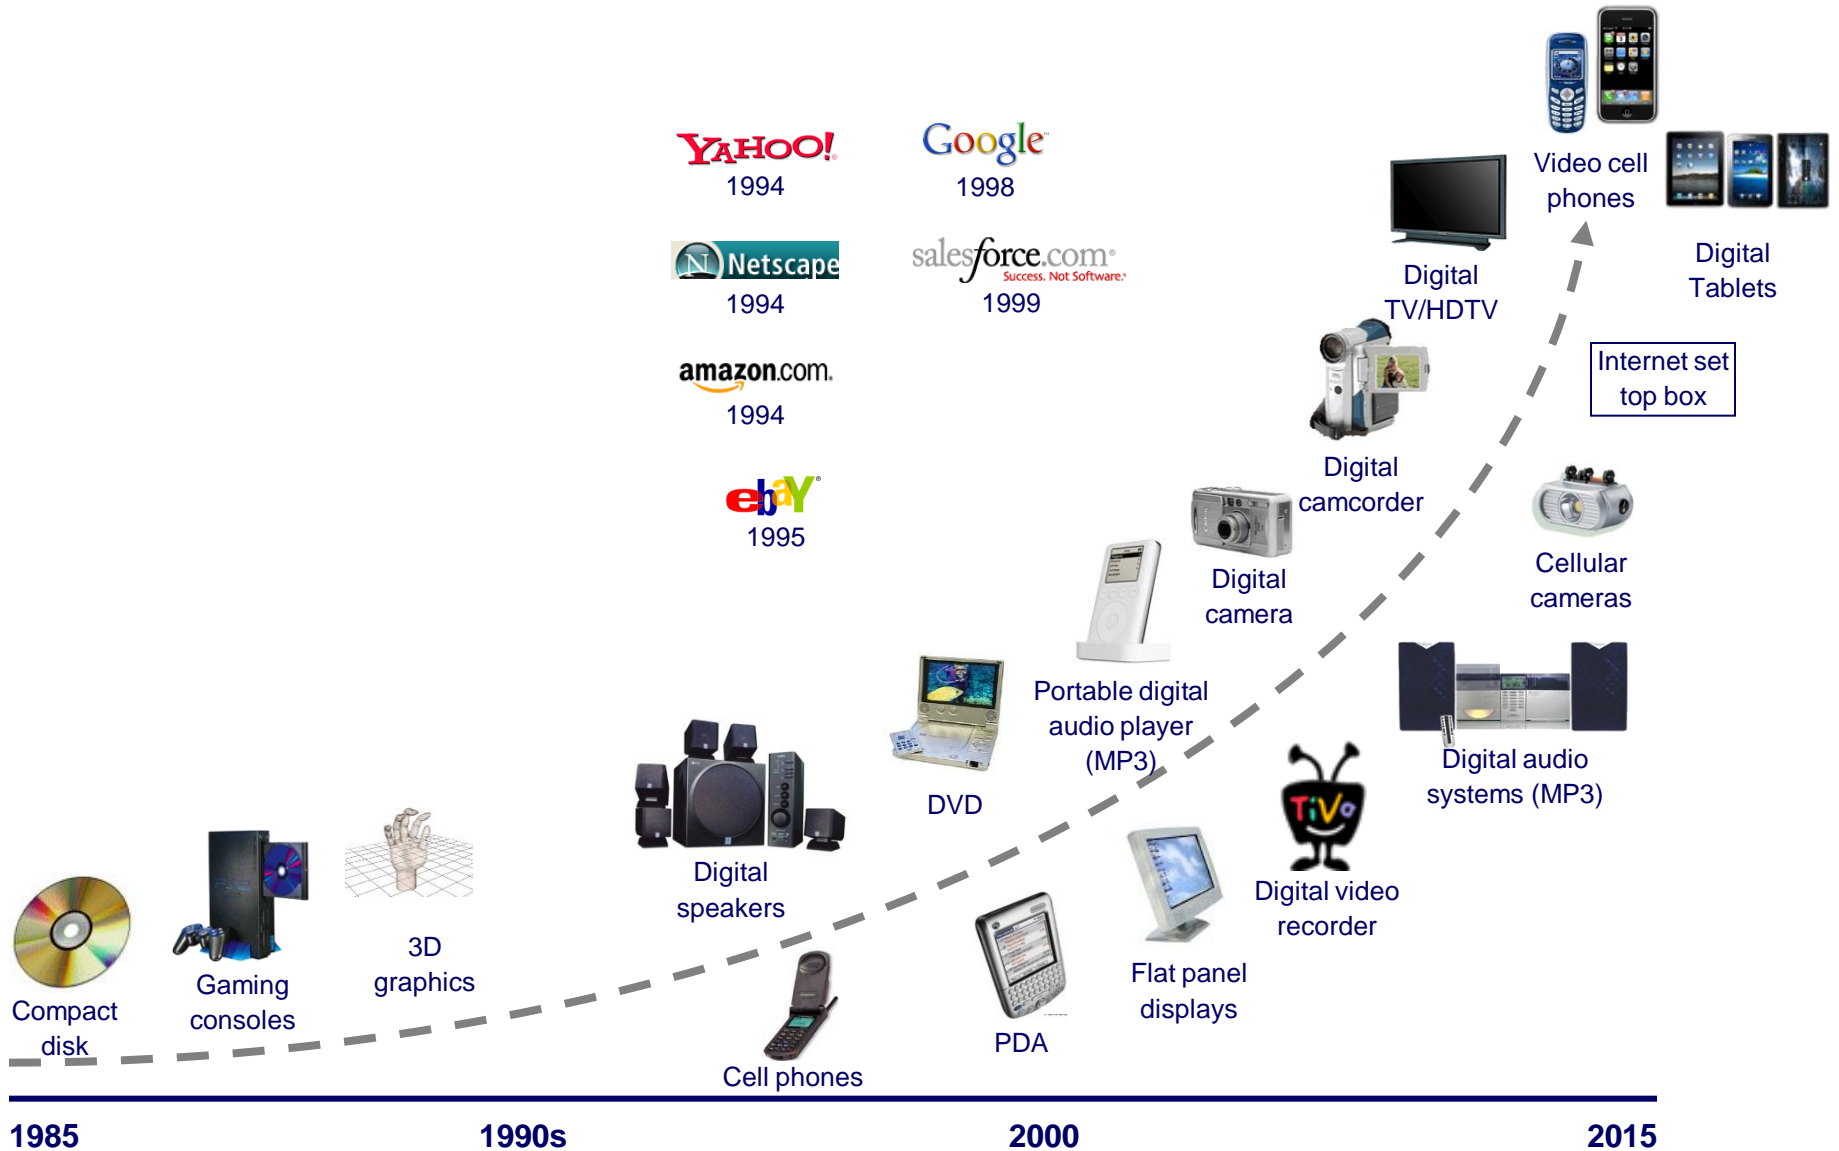 YAHOO!
1994
Google
1998
Netscape
1994
salesforce.com
Success. Not Software.
1999
amazon.com.
1994
ebay
1995
Video cell
phones
Digital
Tablets
Digital
TV/HDTV
Internet set
top box
Digital
camcorder
Cellular
cameras
Digital
camera
Portable digital
audio player
(MP3)
Digital audio
systems (MP3)
DVD
TiVo
Digital video
recorder
Digital
speakers
3D
graphics
Flat panel
displays
Gaming
consoles
Compact
disk
PDA
Cell phones
1985
1990s
2000
2015